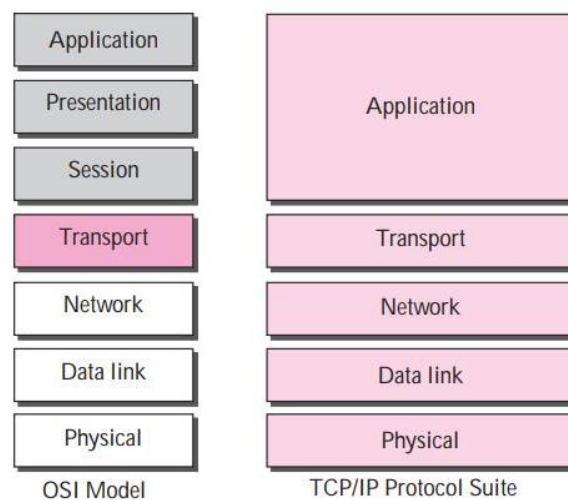 Application
Presentation
Session
Transport
Network
Data link
Physical
OSI Model
Application
Transport
Network
Data link
Physical
TCP/IP Protocol Suite